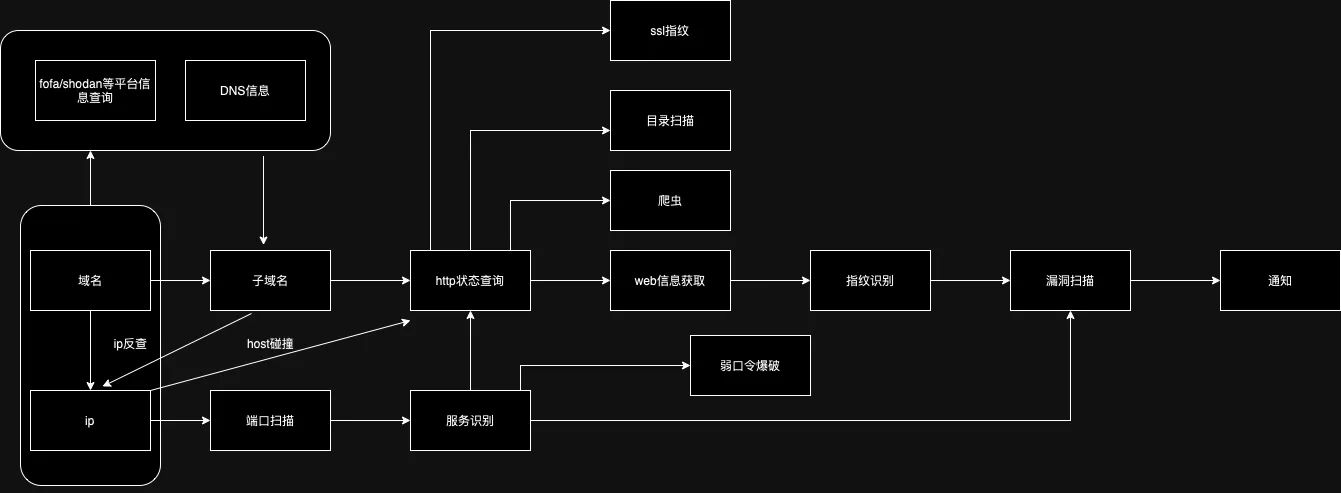 ssl指纹
fofa/shodan等平台信
息查询
DNS信息
目录扫描
爬虫
域名
子域名
http状态查询
web信息获取
指纹识别
漏洞扫描
通知
ip反查
host碰撞
弱口令爆破
ip
端口扫描
服务识别